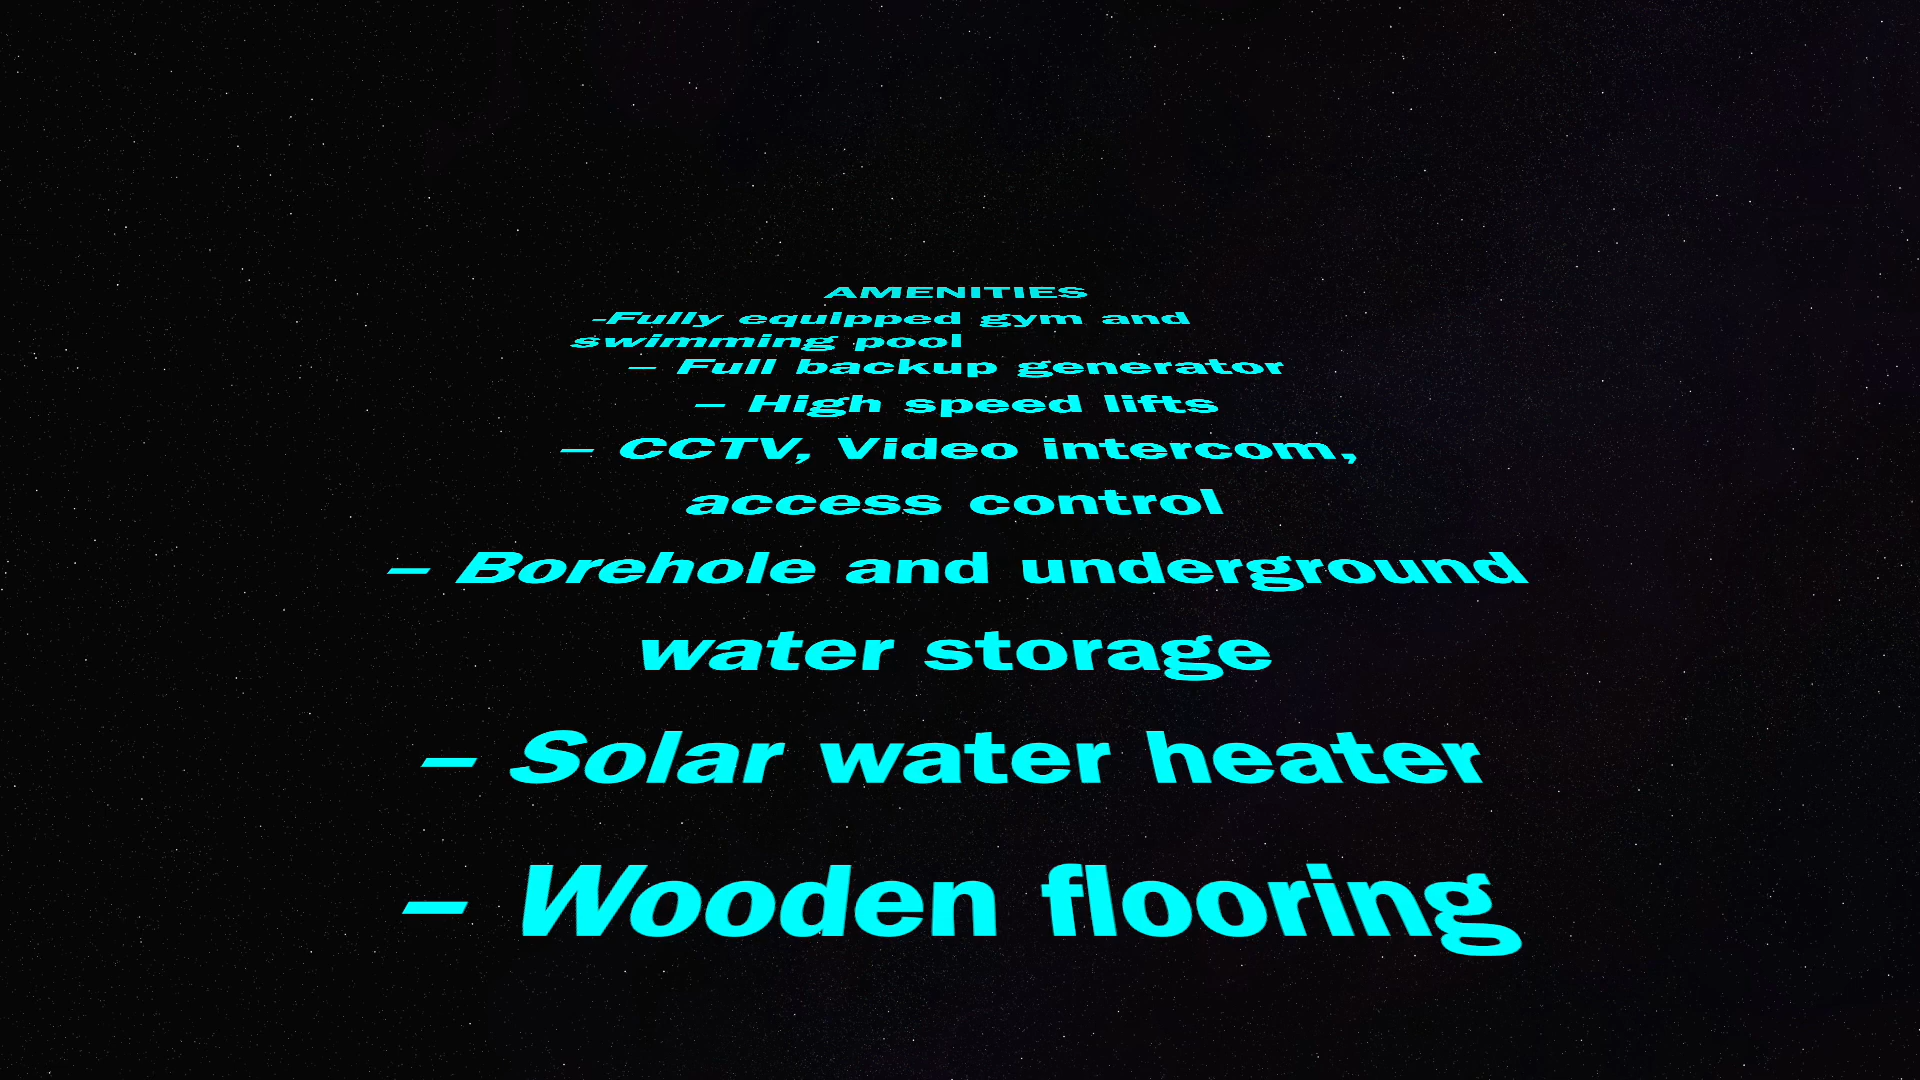 AMENITIES
-Fully equipped gym and
swimming pool
– Full backup generator
– High speed lifts
– CCTV, Video intercom,
access control
– Borehole and underground
water storage
– Solar water heater
– Wooden flooring